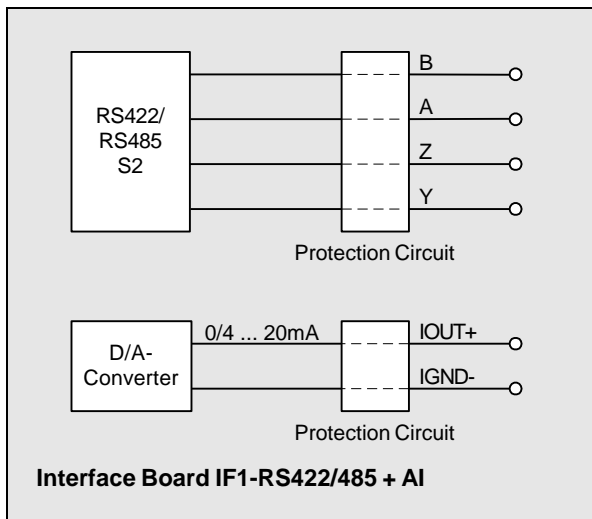 RS422/
RS485
S2
B
A
Z
Y
Protection Circuit
D/A-
Converter
0/4 ... 20mA
IOUT+
IGND-
Protection Circuit
Interface Board IF1-RS422/485 + AI